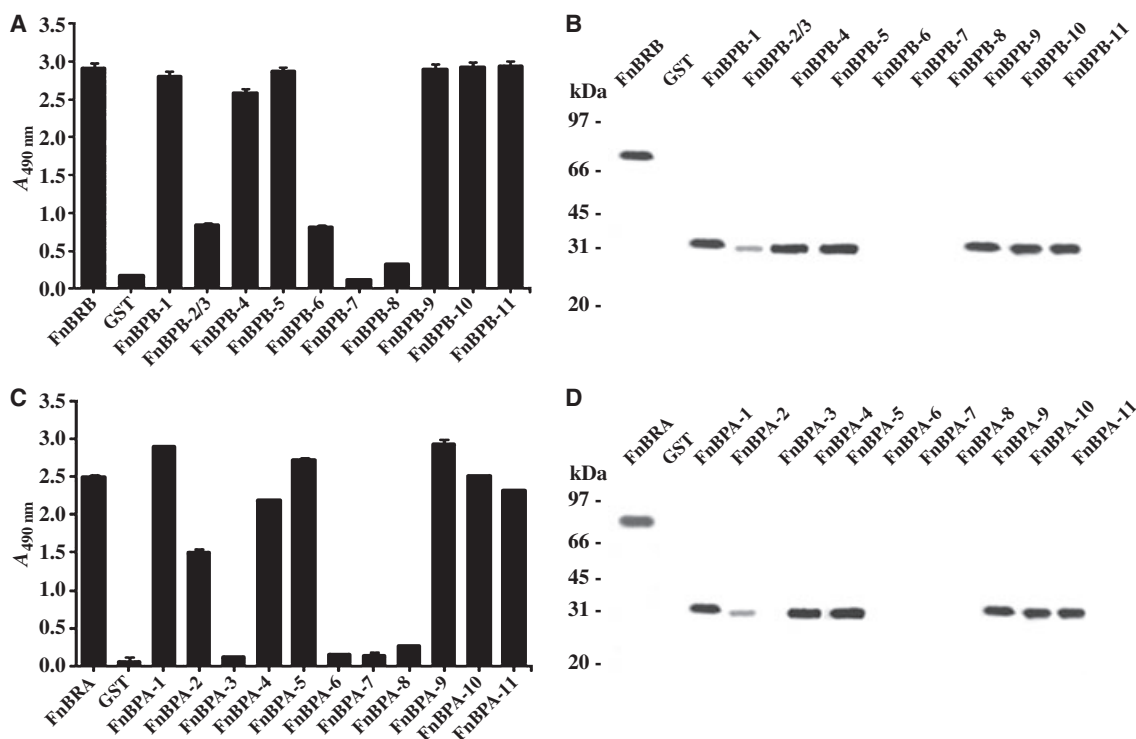 A
3.5
3.0
2.5
2.0
1.5
1.0
0.5
0.0
A490 nm
FnBRB
GST
FnBPB-1
FnBPB-2/3
FnBPB-4
FnBPB-5
FnBPB-6
FnBPB-7
FnBPB-8
FnBPB-9
FnBPB-10
FnBPB-11
B
FnBRB
GST
FnBPB-1
FnBPB-2/3
FnBPB-4
FnBPB-5
FnBPB-6
FnBPB-7
FnBPB-8
FnBPB-9
FnBPB-10
FnBPB-11
kDa
97 -
66 -
45 -
31 -
20 -
C
3.5
3.0
2.5
2.0
1.5
1.0
0.5
0.0
A490 nm
FnBRA
GST
FnBPA-1
FnBPA-2
FnBPA-3
FnBPA-4
FnBPA-5
FnBPA-6
FnBPA-7
FnBPA-8
FnBPA-9
FnBPA-10
FnBPA-11
D
FnBRA
GST
FnBPA-1
FnBPA-2
FnBPA-3
FnBPA-4
FnBPA-5
FnBPA-6
FnBPA-7
FnBPA-8
FnBPA-9
FnBPA-10
FnBPA-11
kDa
97 -
66 -
45 -
31 -
20 -